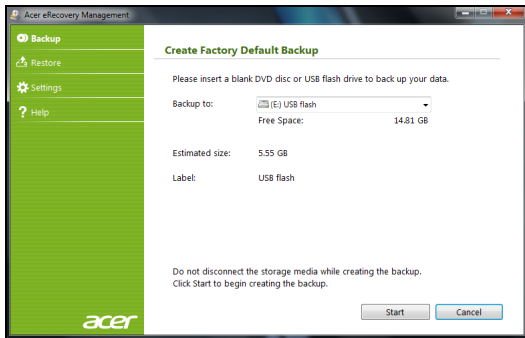 Acer eRecovery Management
Backup
Restore
Settings
? Help
Create Factory Default Backup
Please insert a blank DVD disc or USB flash drive to back up your data.
Backup to: (E:) USB flash
Free Space: 14.81 GB
Estimated size: 5.55 GB
Label: USB flash
Do not disconnect the storage media while creating the backup.
Click Start to begin creating the backup.
Start Cancel
acer